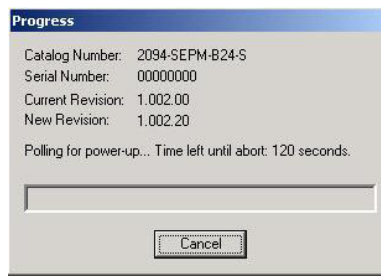 Progress
Catalog Number: 2094-SEPM-B24-S
Serial Number: 00000000
Current Revision: 1.002.00
New Revision: 1.002.20
Polling for power-up... Time left until abort: 120 seconds.
Cancel